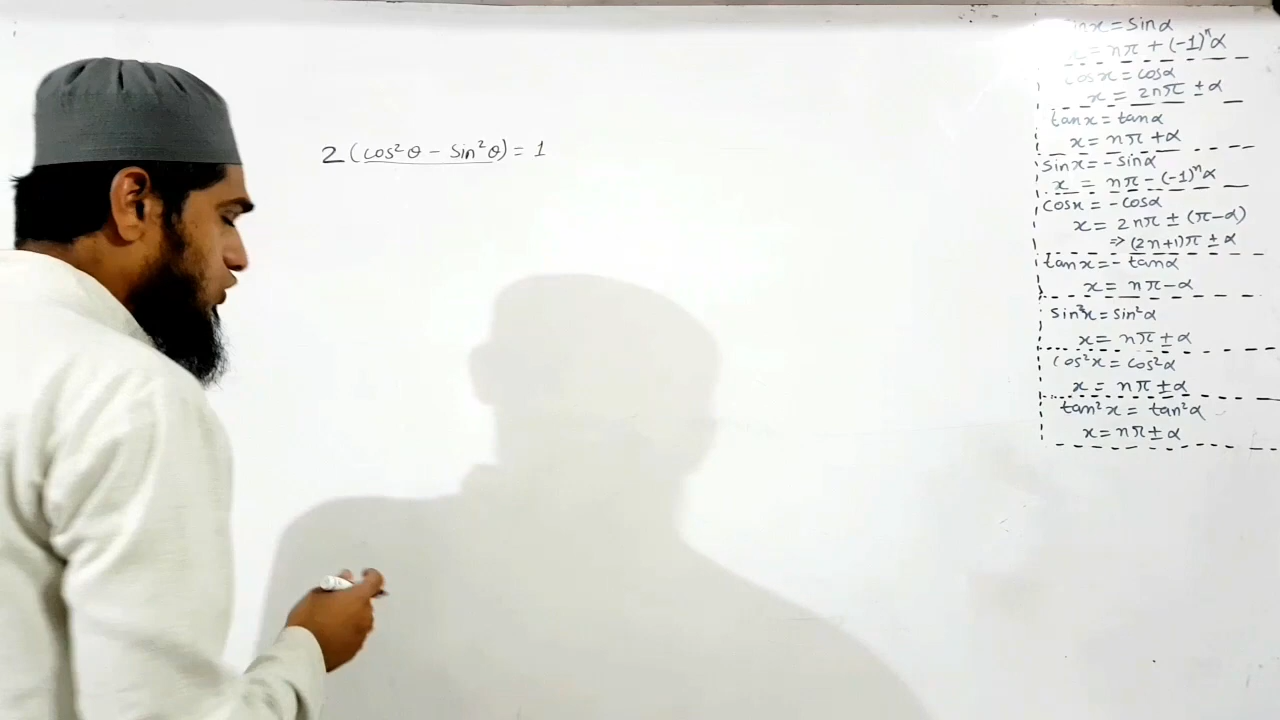 2 (cos²θ - sin²θ) = 1
sinx = sinα
x = nπ + (-1)ⁿα
cosx = cosα
x = 2nπ ± α
tanx = tanα
x = nπ + α
sinx = - sinα
x = nπ - (-1)ⁿα
cosx = - cosα
x = 2nπ ± (π-α)
⇒ (2n+1)π ± α
tanx = - tanα
x = nπ - α
sin²x = sin²α
x = nπ ± α
cos²x = cos²α
x = nπ ± α
tan²x = tan²α
x = nπ ± α